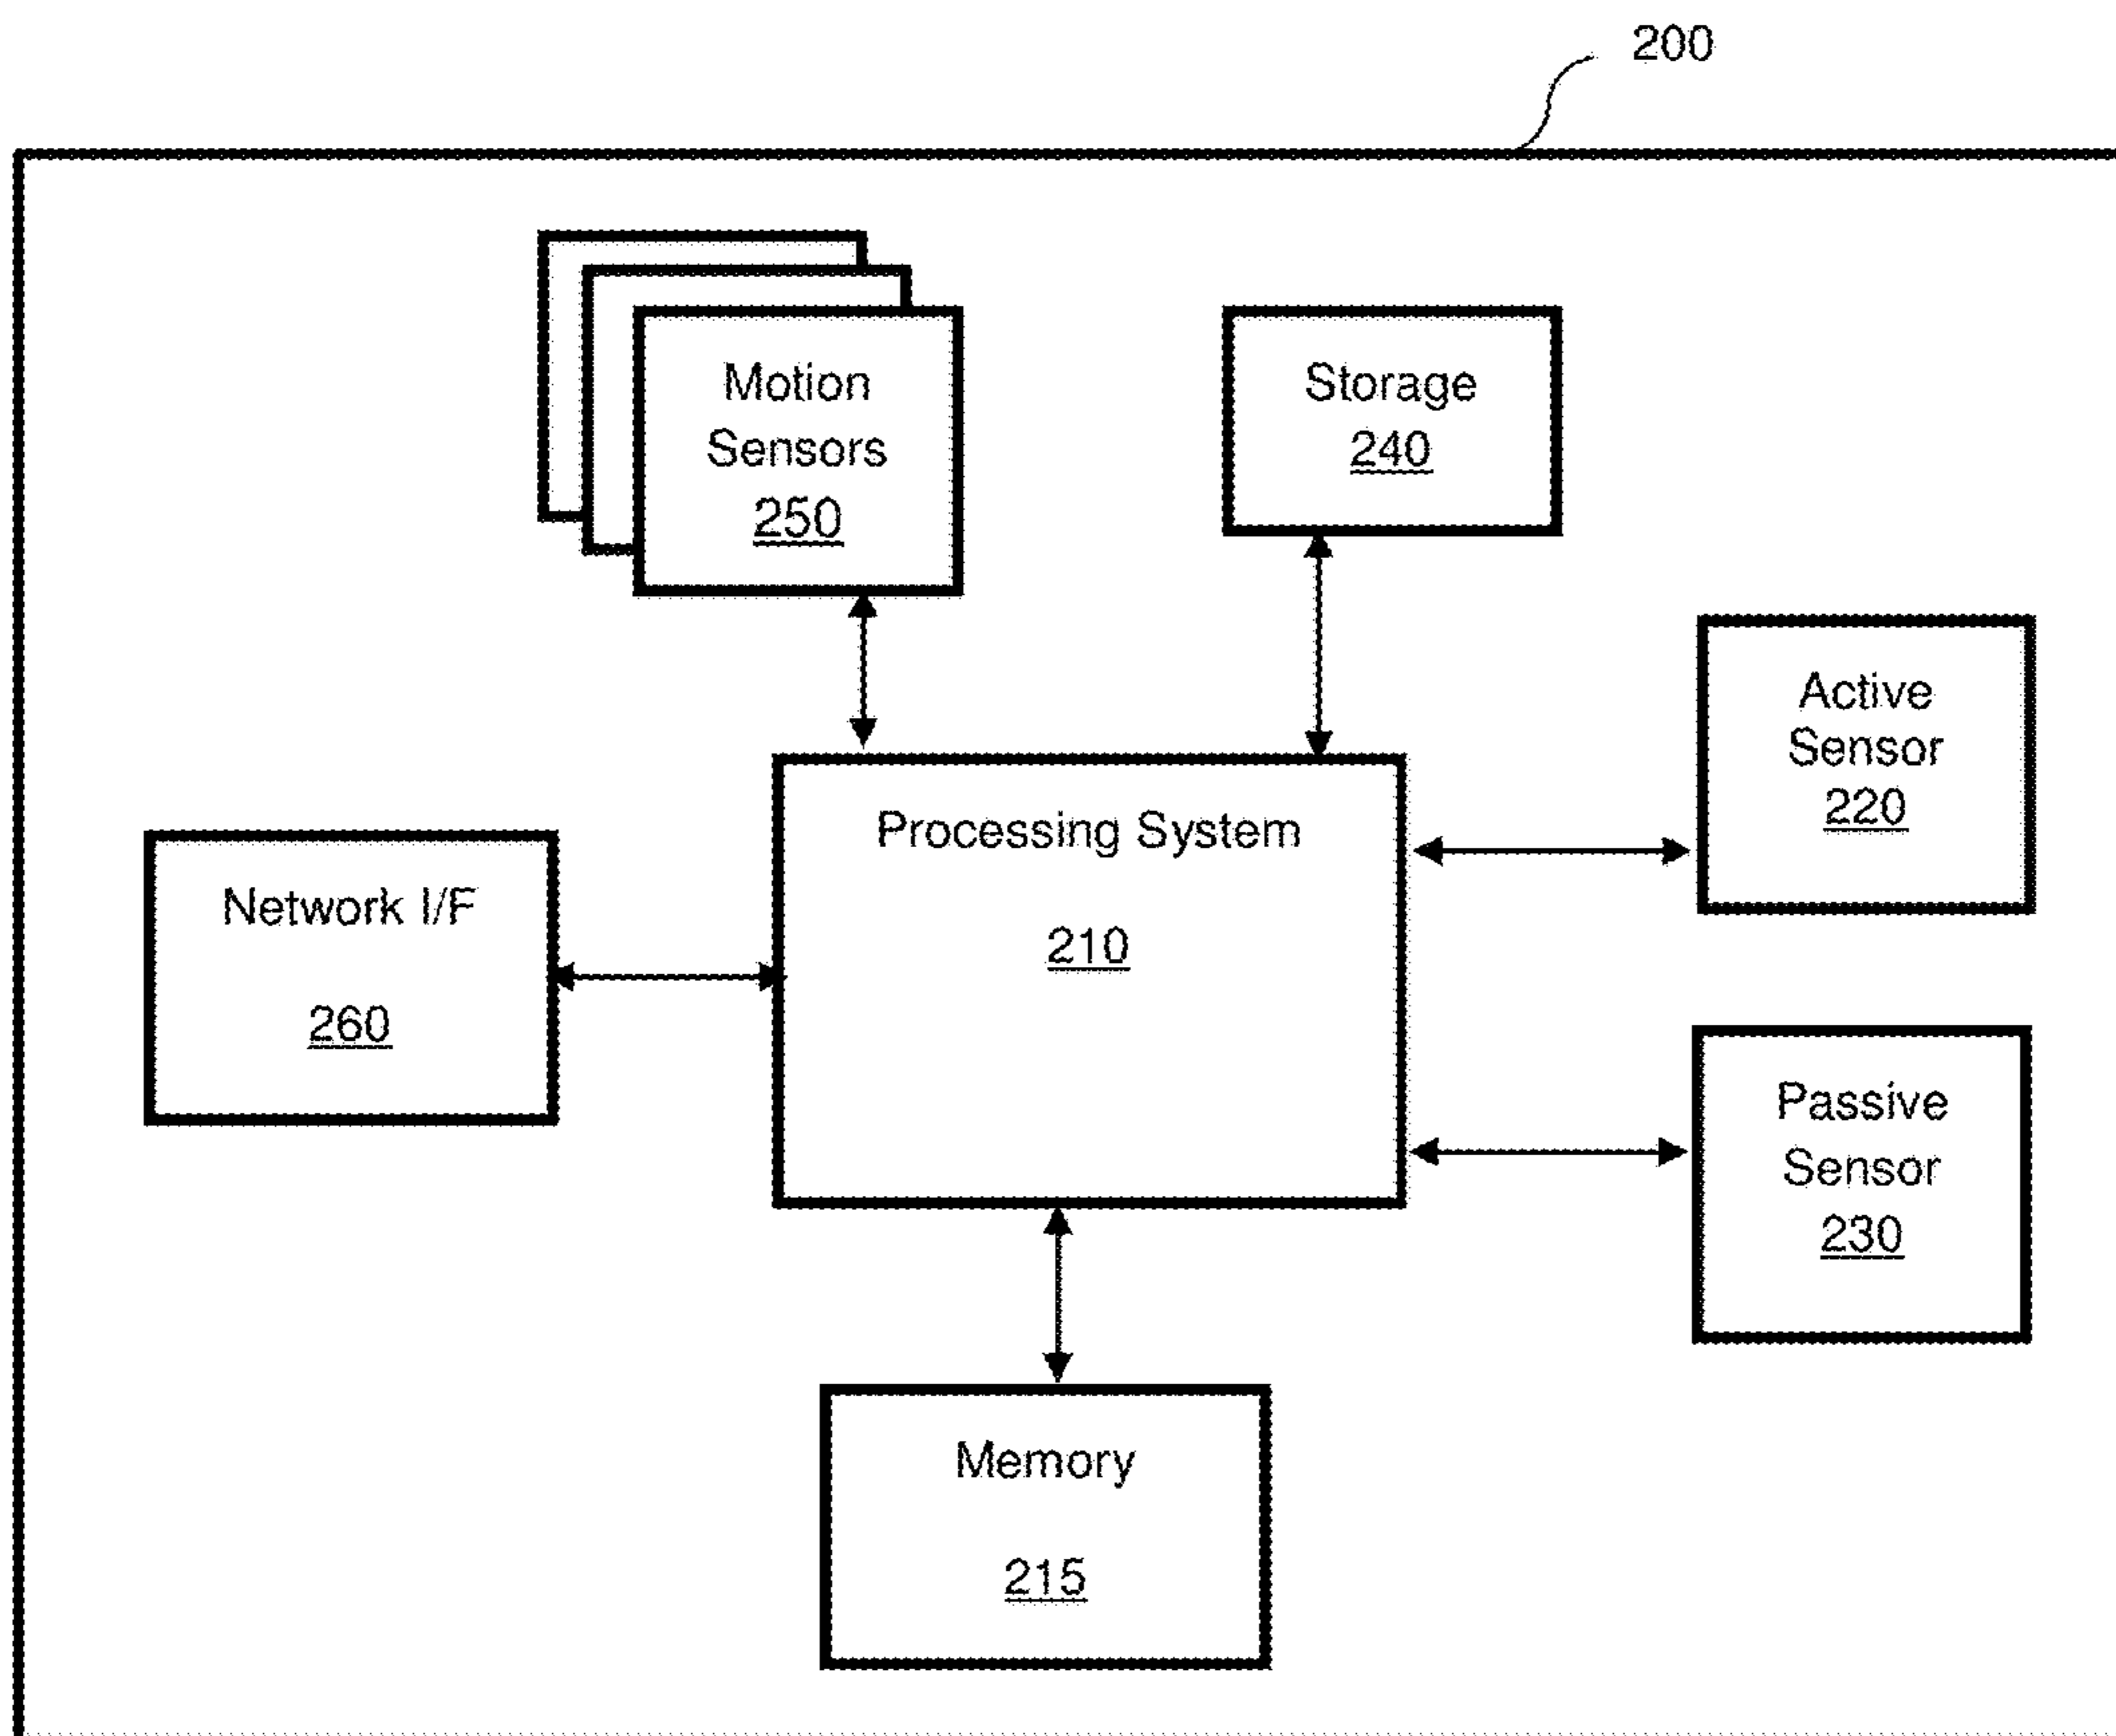 200
Motion
Sensors
250
Storage
240
Active
Sensor
220
Processing System
210
Network I/F
260
Passive
Sensor
230
Memory
215